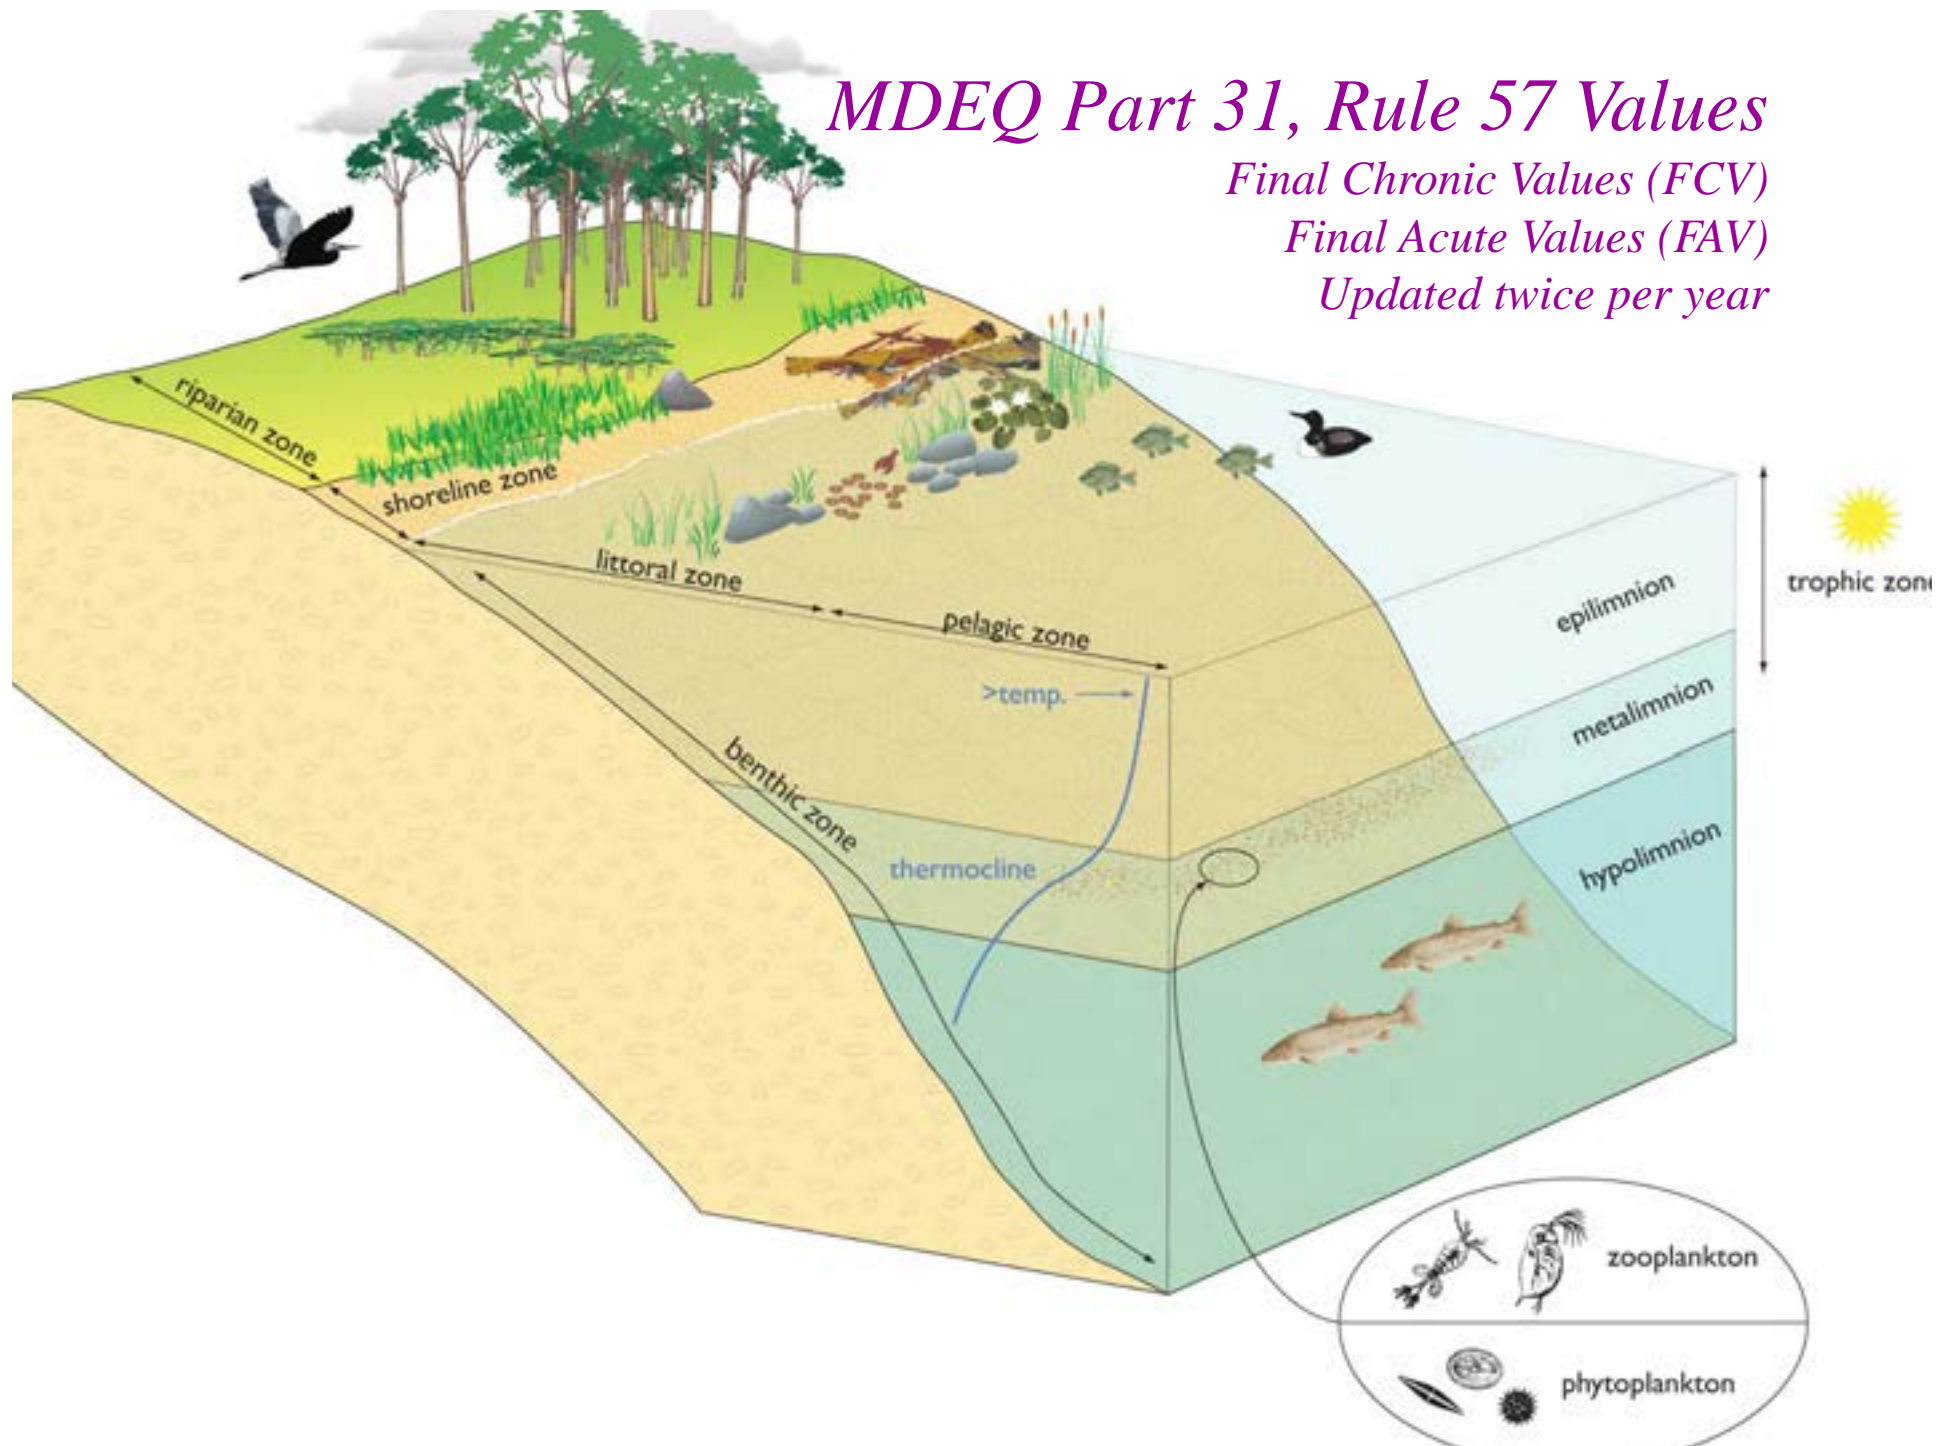 MDEQ Part 31, Rule 57 Values
Final Chronic Values (FCV)
Final Acute Values (FAV)
Updated twice per year
riparian zone
shoreline zone
littoral zone
pelagic zone
trophic zone
epilimnion
>temp.
metalimnion
benthic zone
thermocline
hypolimnion
zooplankton
phytoplankton